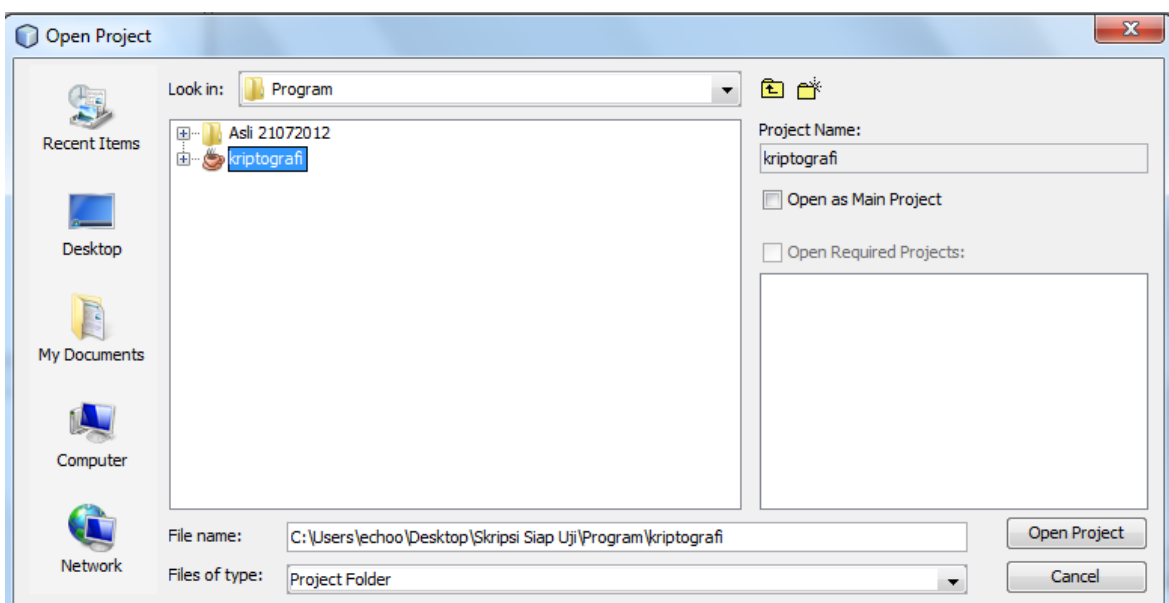 Open Project
Look in: Program
Recent Items
Desktop
My Documents
Computer
Network
Asli 21072012
kriptografi
Project Name:
kriptografi
Open as Main Project
Open Required Projects:
File name: C:\Users\echoo\Desktop\Skripsi Siap Uji\Program\kriptografi
Open Project
Files of type: Project Folder
Cancel